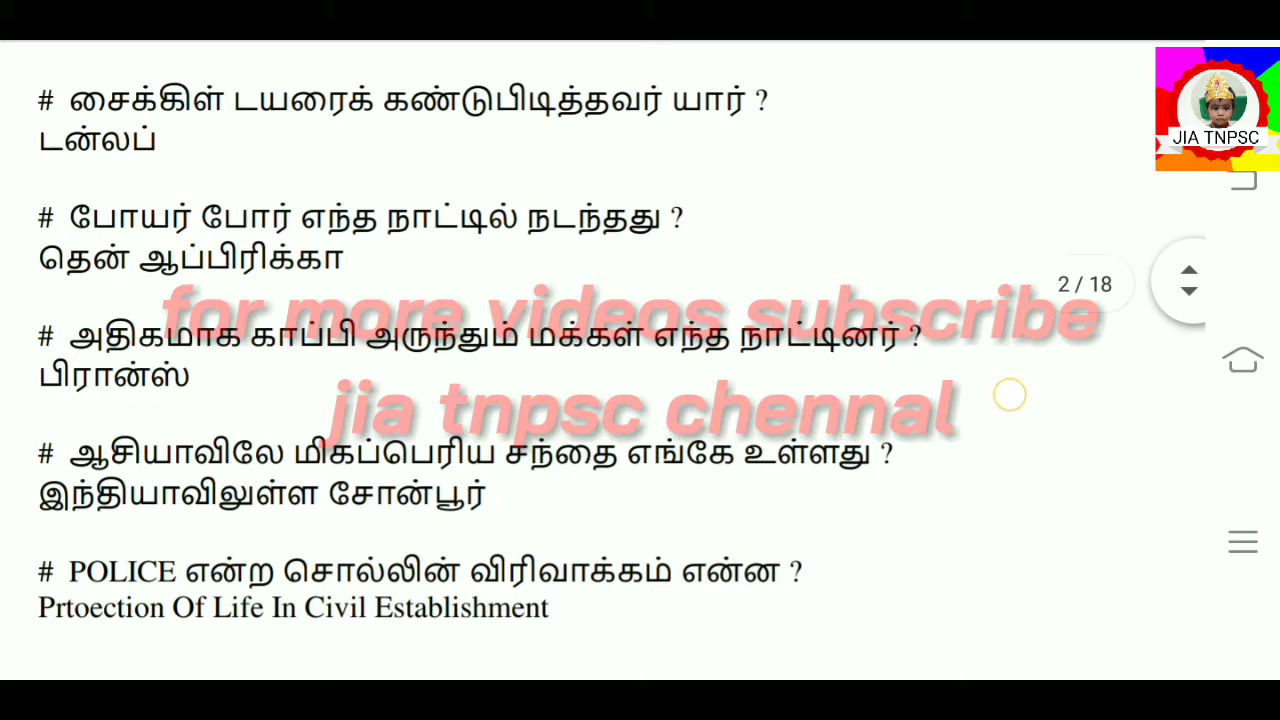 # சைக்கிள் டயரைக் கண்டுபிடித்தவர் யார் ?
டன்லப்
JIA TNPSC
# போயர் போர் எந்த நாட்டில் நடந்தது ?
தென் ஆப்பிரிக்கா
2 / 18
for more videos subscribe
# அதிகமாக காப்பி அருந்தும் மக்கள் எந்த நாட்டினர் ?
பிரான்ஸ்
jia tnpsc chennal
# ஆசியாவிலே மிகப்பெரிய சந்தை எங்கே உள்ளது ?
இந்தியாவிலுள்ள சோன்பூர்
# POLICE என்ற சொல்லின் விரிவாக்கம் என்ன ?
Prtoection Of Life In Civil Establishment